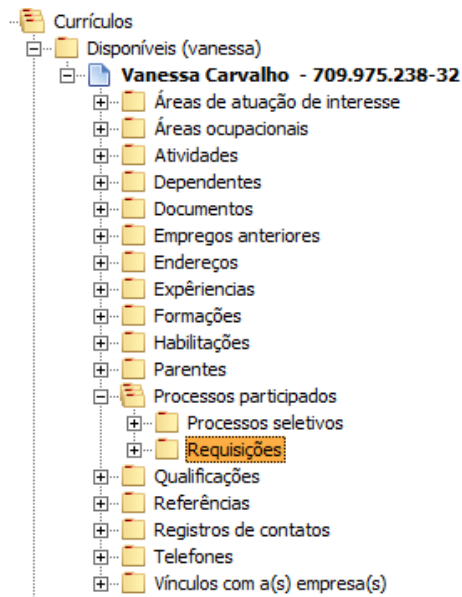 Currículos
Disponíveis (vanessa)
Vanessa Carvalho - 709.975.238-32
Áreas de atuação de interesse
Áreas ocupacionais
Atividades
Dependentes
Documentos
Empregos anteriores
Endereços
Expêriencias
Formações
Habilitações
Parentes
Processos participados
Processos seletivos
Requisições
Qualificações
Referências
Registros de contatos
Telefones
Vínculos com a(s) empresa(s)